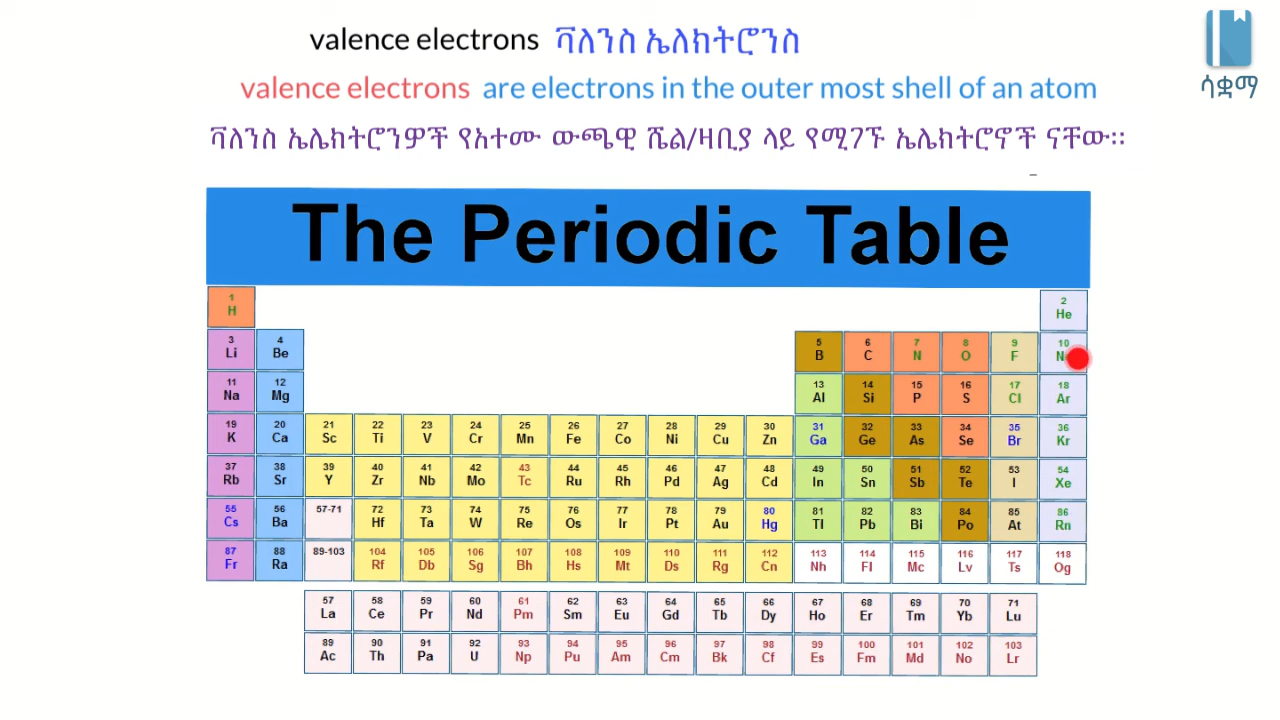 valence electrons ቫለንስ ኤለክትሮንስ
ሳቋማ
valence electrons are electrons in the outer most shell of an atom
ቫለንስ ኤሌክትሮንዎች የአተሙ ውጫዊ ሼል/ዛቢያ ላይ የሚገኙ ኤሌክትሮኖች ናቸው፡፡
The Periodic Table
1 2
H He
3 4 5 6 7 8 9 10
Li Be B C N O F
11 12 13 14 15 16 17 18
Na Mg Al Si P S Cl Ar
19 20 21 22 23 24 25 26 27 28 29 30 31 32 33 34 35 36
K Ca Sc Ti V Cr Mn Fe Co Ni Cu Zn Ga Ge As Se Br Kr
37 38 39 40 41 42 43 44 45 46 47 48 49 50 51 52 53 54
Rb Sr Y Zr Nb Mo Tc Ru Rh Pd Ag Cd In Sn Sb Te I Xe
55 56 57-71 72 73 74 75 76 77 78 79 80 81 82 83 84 85 86
Cs Ba Hf Ta W Re Os Ir Pt Au Hg Tl Pb Bi Po At Rn
87 88 89-103 104 105 106 107 108 109 110 111 112 113 114 115 116 117 118
Fr Ra Rf Db Sg Bh Hs Mt Ds Rg Cn Nh Fl Mc Lv Ts Og
57 58 59 60 61 62 63 64 65 66 67 68 69 70 71
La Ce Pr Nd Pm Sm Eu Gd Tb Dy Ho Er Tm Yb Lu
89 90 91 92 93 94 95 96 97 98 99 100 101 102 103
Ac Th Pa U Np Pu Am Cm Bk Cf Es Fm Md No Lr